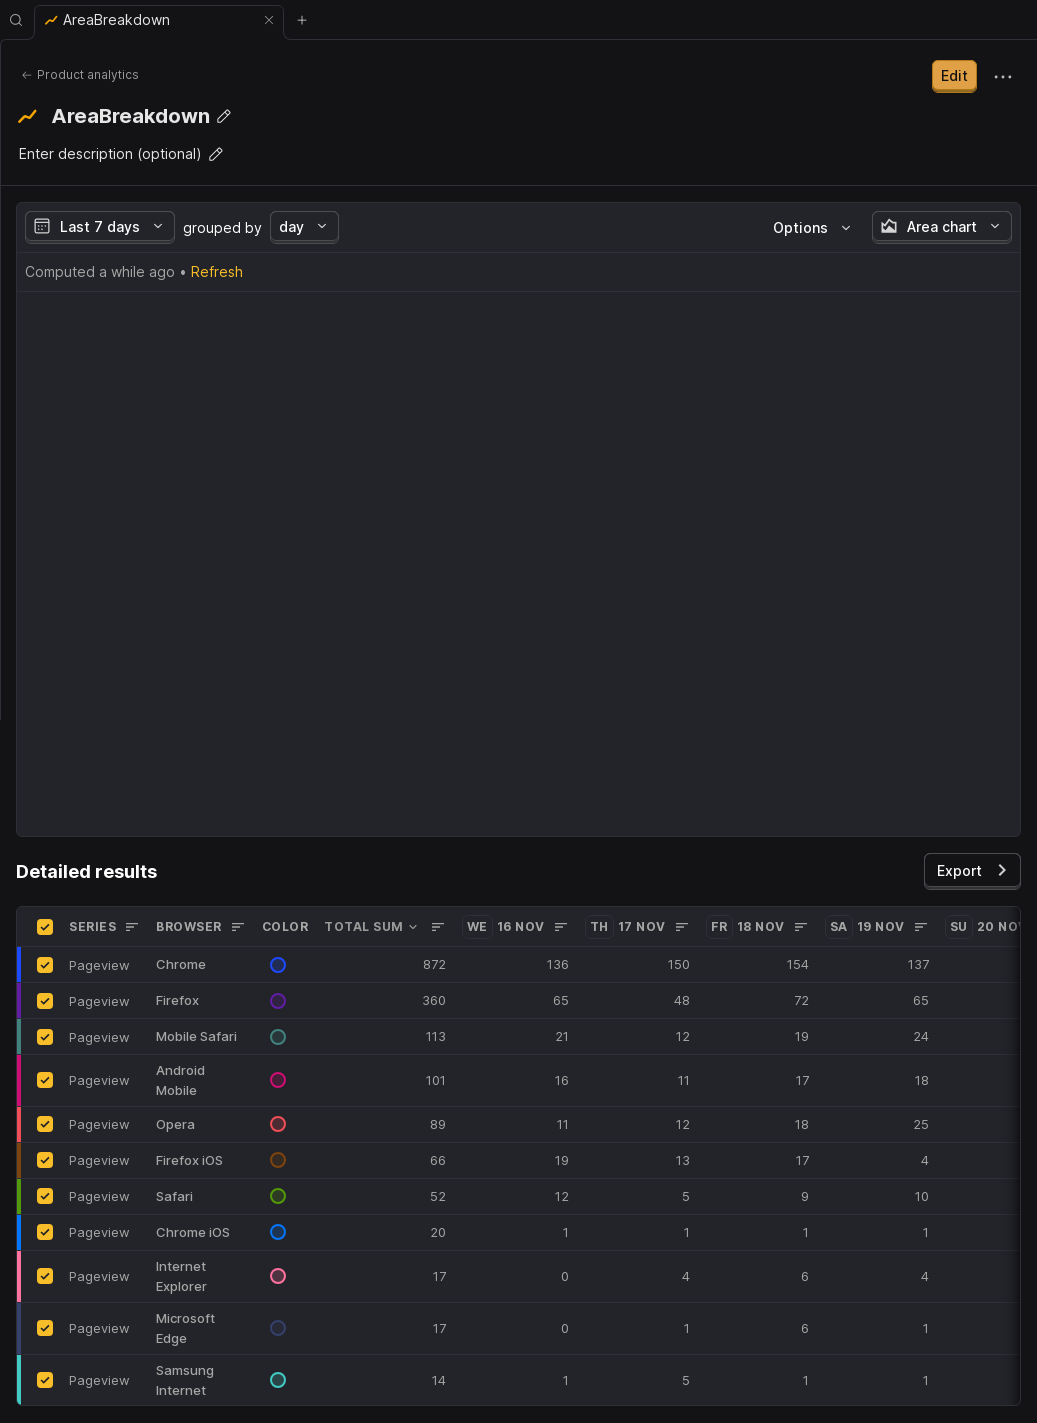 AreaBreakdown
Product analytics
Edit
AreaBreakdown
Enter description (optional)
Last 7 days grouped by day Options Area chart
Computed a while ago • Refresh
Detailed results
Export
SERIES BROWSER COLOR TOTAL SUM WE 16 NOV TH 17 NOV FR 18 NOV SA 19 NOV SU 20 NOV
Pageview Chrome 872 136 150 154 137
Pageview Firefox 360 65 48 72 65
Pageview Mobile Safari 113 21 12 19 24
Pageview Android Mobile 101 16 11 17 18
Pageview Opera 89 11 12 18 25
Pageview Firefox iOS 66 19 13 17 4
Pageview Safari 52 12 5 9 10
Pageview Chrome iOS 20 1 1 1 1
Pageview Internet Explorer 17 0 4 6 4
Pageview Microsoft Edge 17 0 1 6 1
Pageview Samsung Internet 14 1 5 1 1